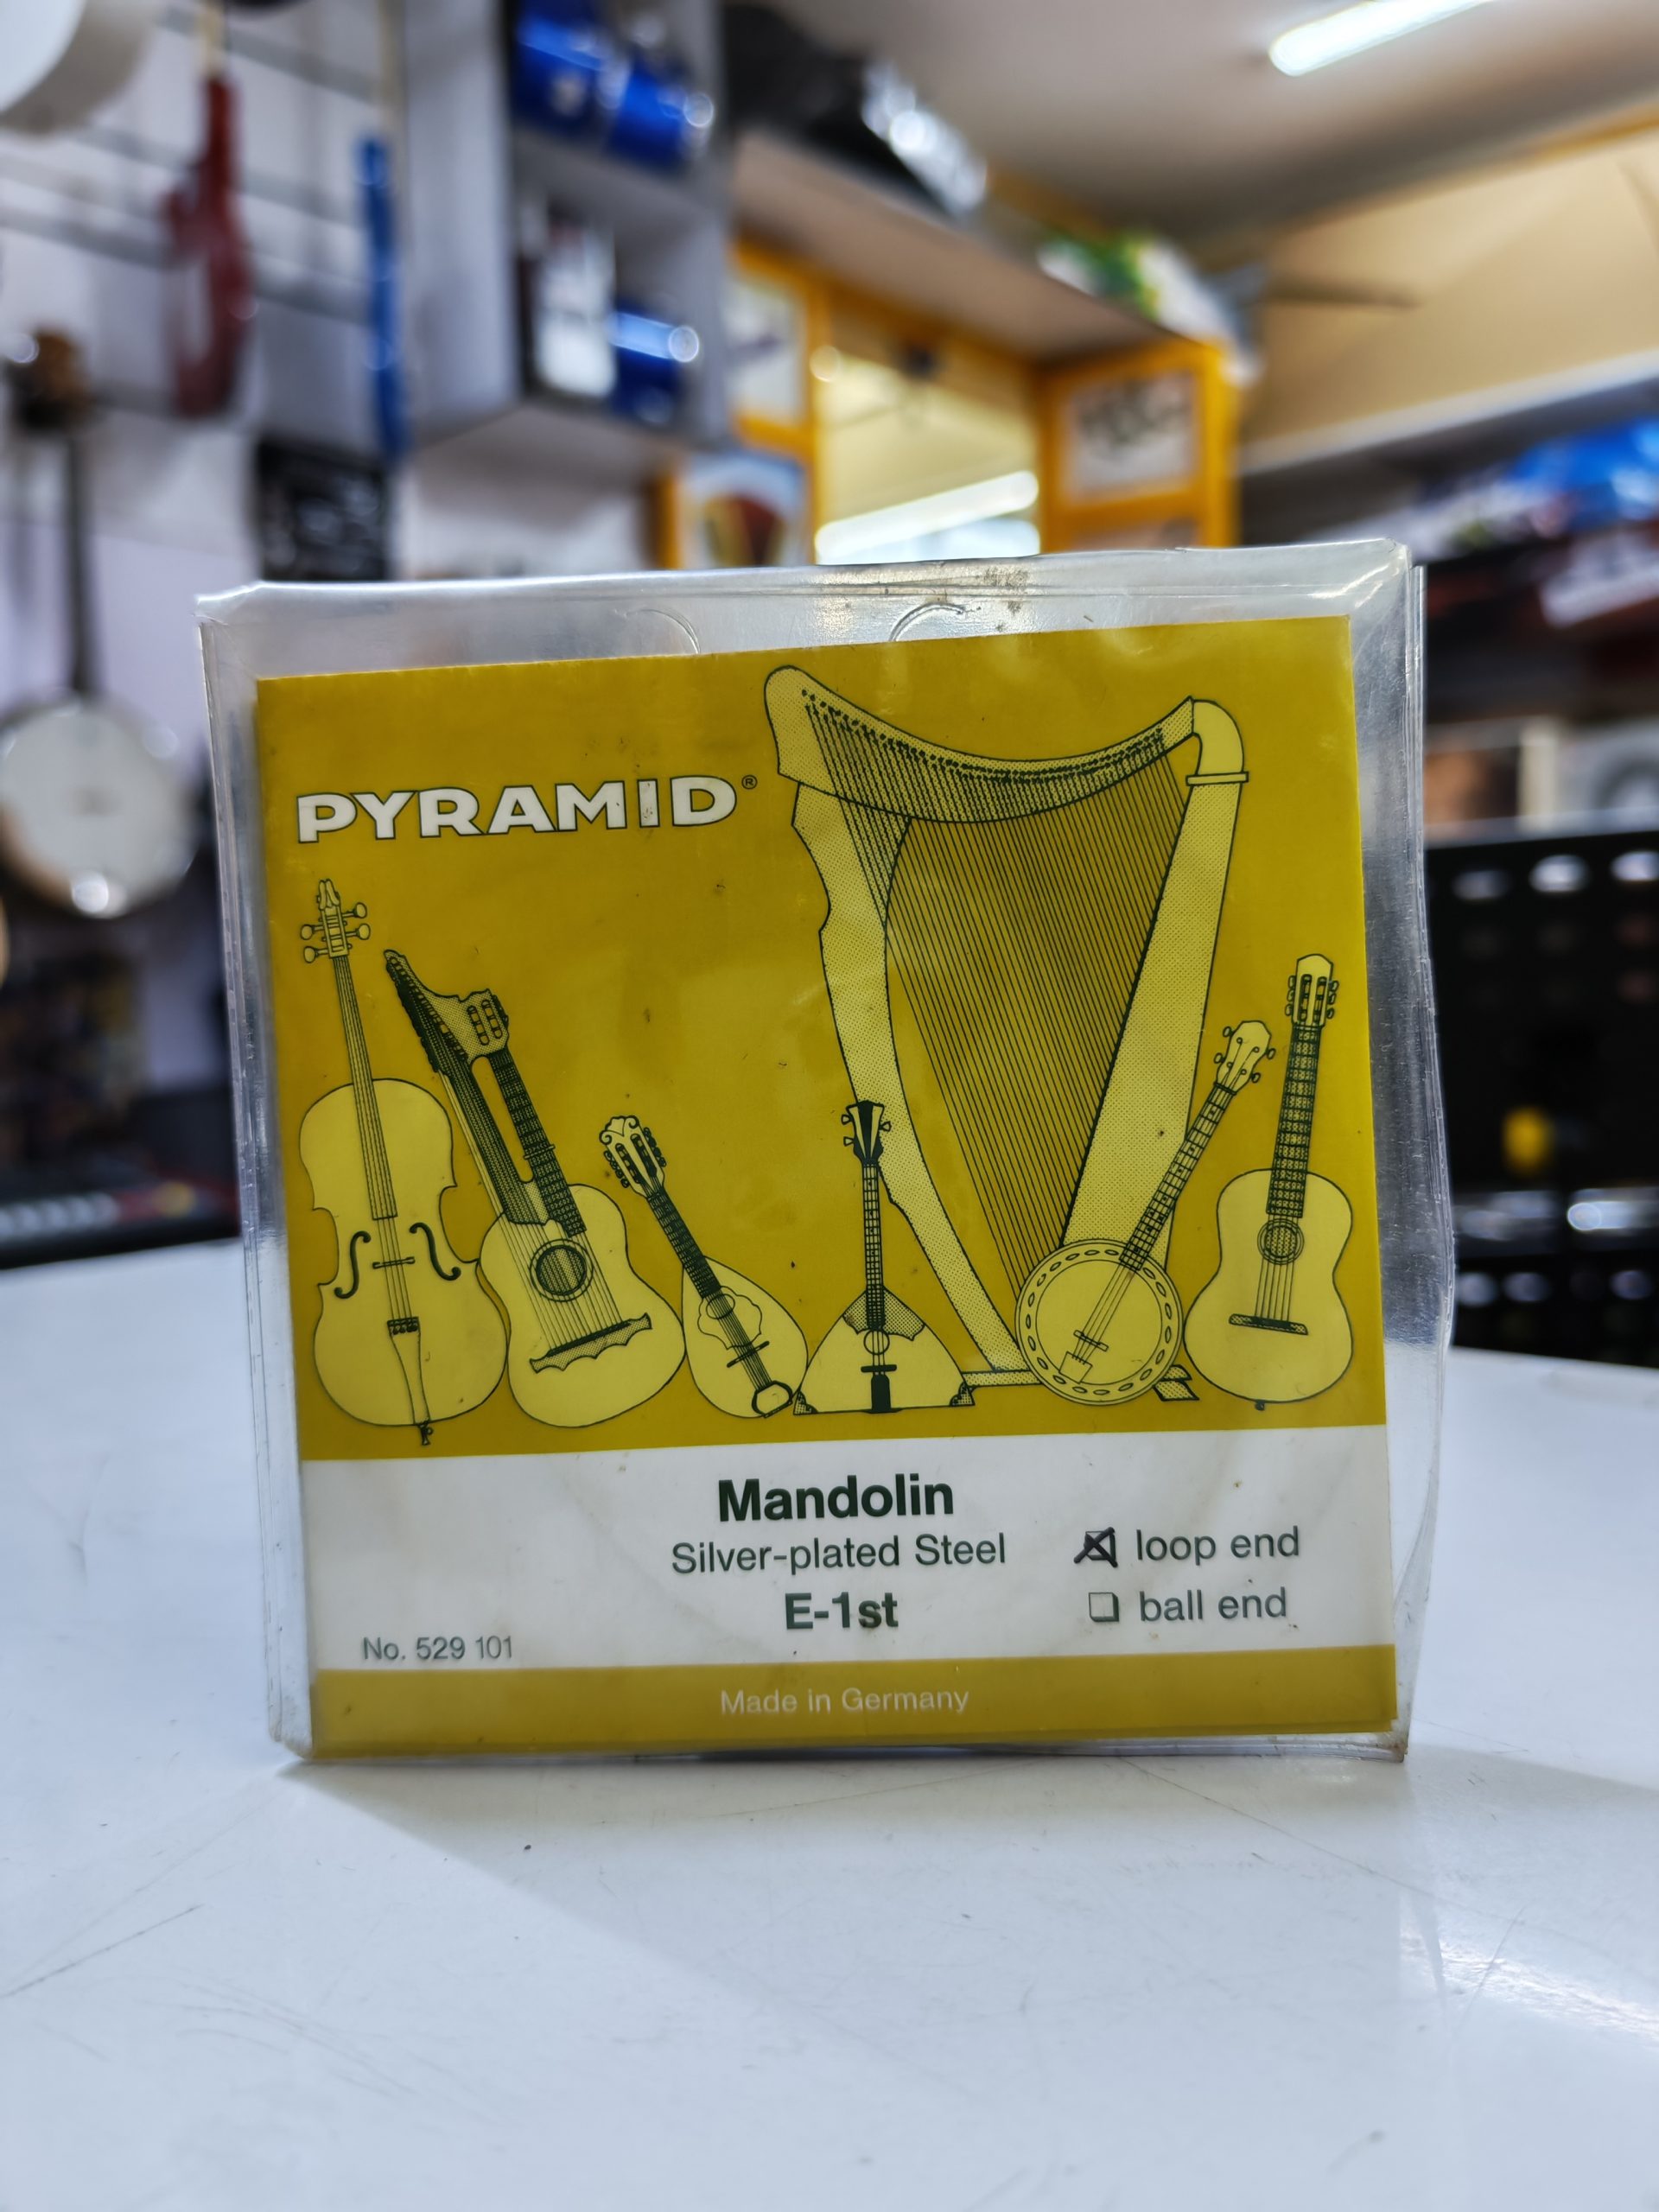 PYRAMID®
Mandolin
Silver-plated Steel
E-1st
loop end
ball end
No. 529 101
Made in Germany